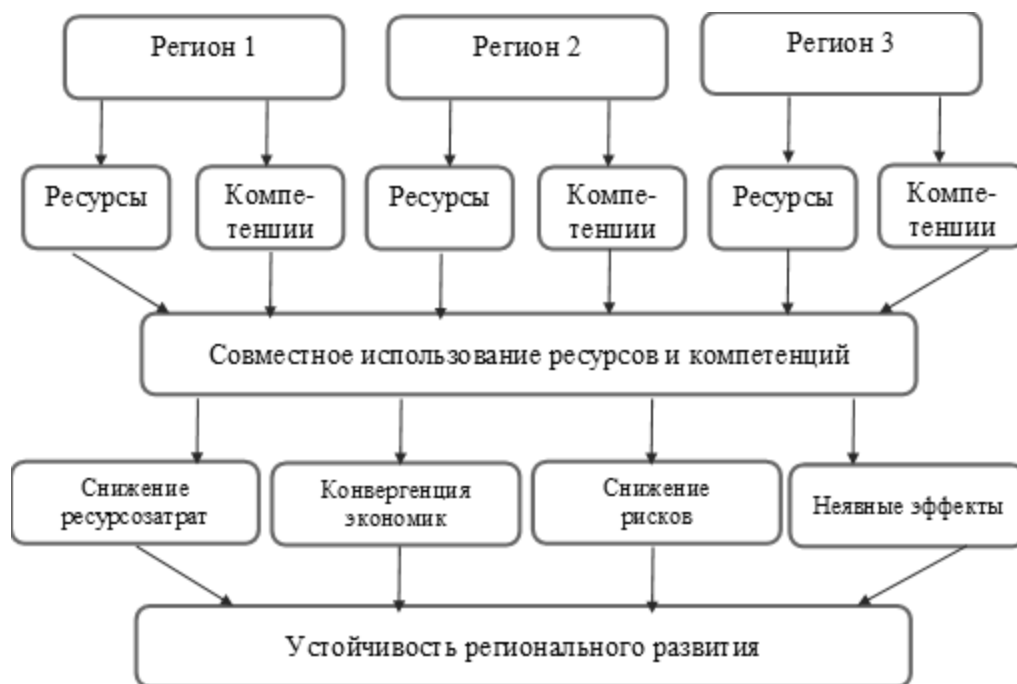 Регион 1
Регион 2
Регион 3
Ресурсы
Компе-
тенции
Ресурсы
Компе-
тенции
Ресурсы
Компе-
тенции
Совместное использование ресурсов и компетенций
Снижение
ресурсозатрат
Конвергенция
экономик
Снижение
рисков
Неявные эффекты
Устойчивость регионального развития